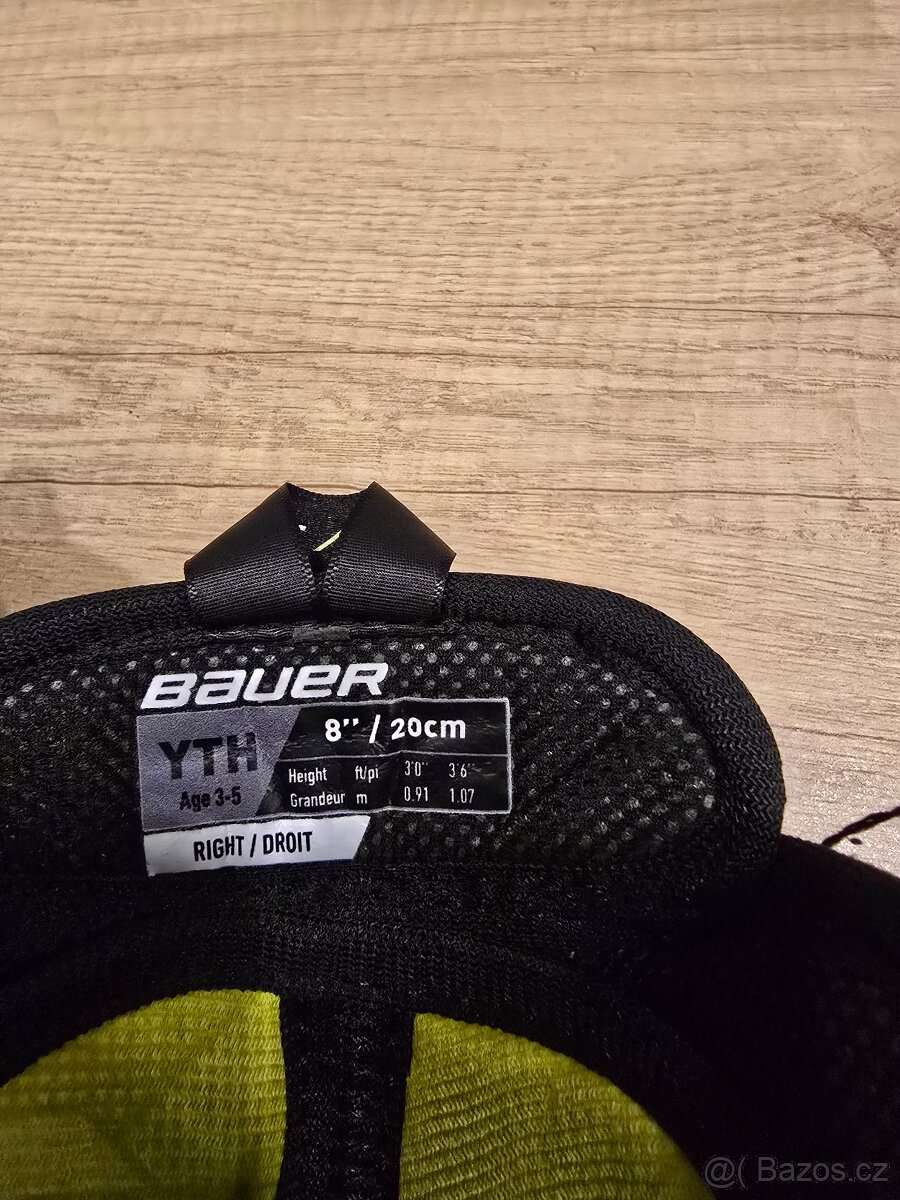 BAUER
YTH
Age 3-5
8'' / 20cm
Height ft/pi 3'0'' 3'6''
Grandeur m 0.91 1.07
RIGHT / DROIT
@( Bazos.cz